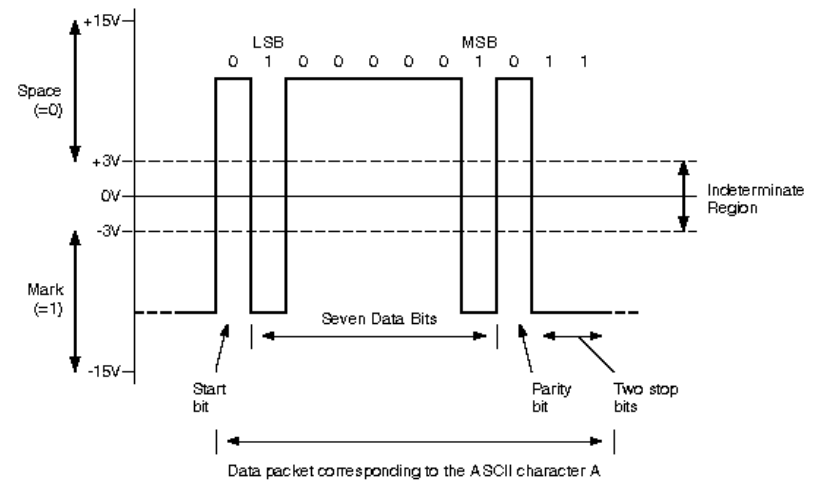 +15V
LSB MSB
0 1 0 0 0 0 0 1 0 1 1
Space
(=0)
+3V
0V
Indeterminate
Region
-3V
Mark
(=1)
Seven Data Bits
-15V
Start
bit
Parity
bit
Two stop
bits
Data packet corresponding to the ASCII character A